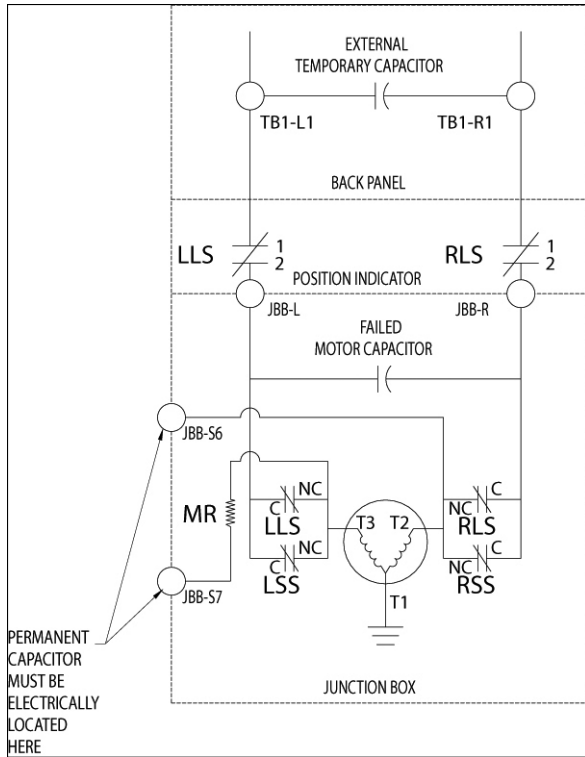 EXTERNAL
TEMPORARY CAPACITOR
TB1-L1
TB1-R1
BACK PANEL
LLS
1
2
RLS
1
2
POSITION INDICATOR
JBB-L
JBB-R
FAILED
MOTOR CAPACITOR
JBB-S6
MR
NC
C
LLS
NC
C
LSS
T3
T2
T1
C
NC
RLS
C
NC
RSS
JBB-S7
PERMANENT
CAPACITOR
MUST BE
ELECTRICALLY
LOCATED
HERE
JUNCTION BOX